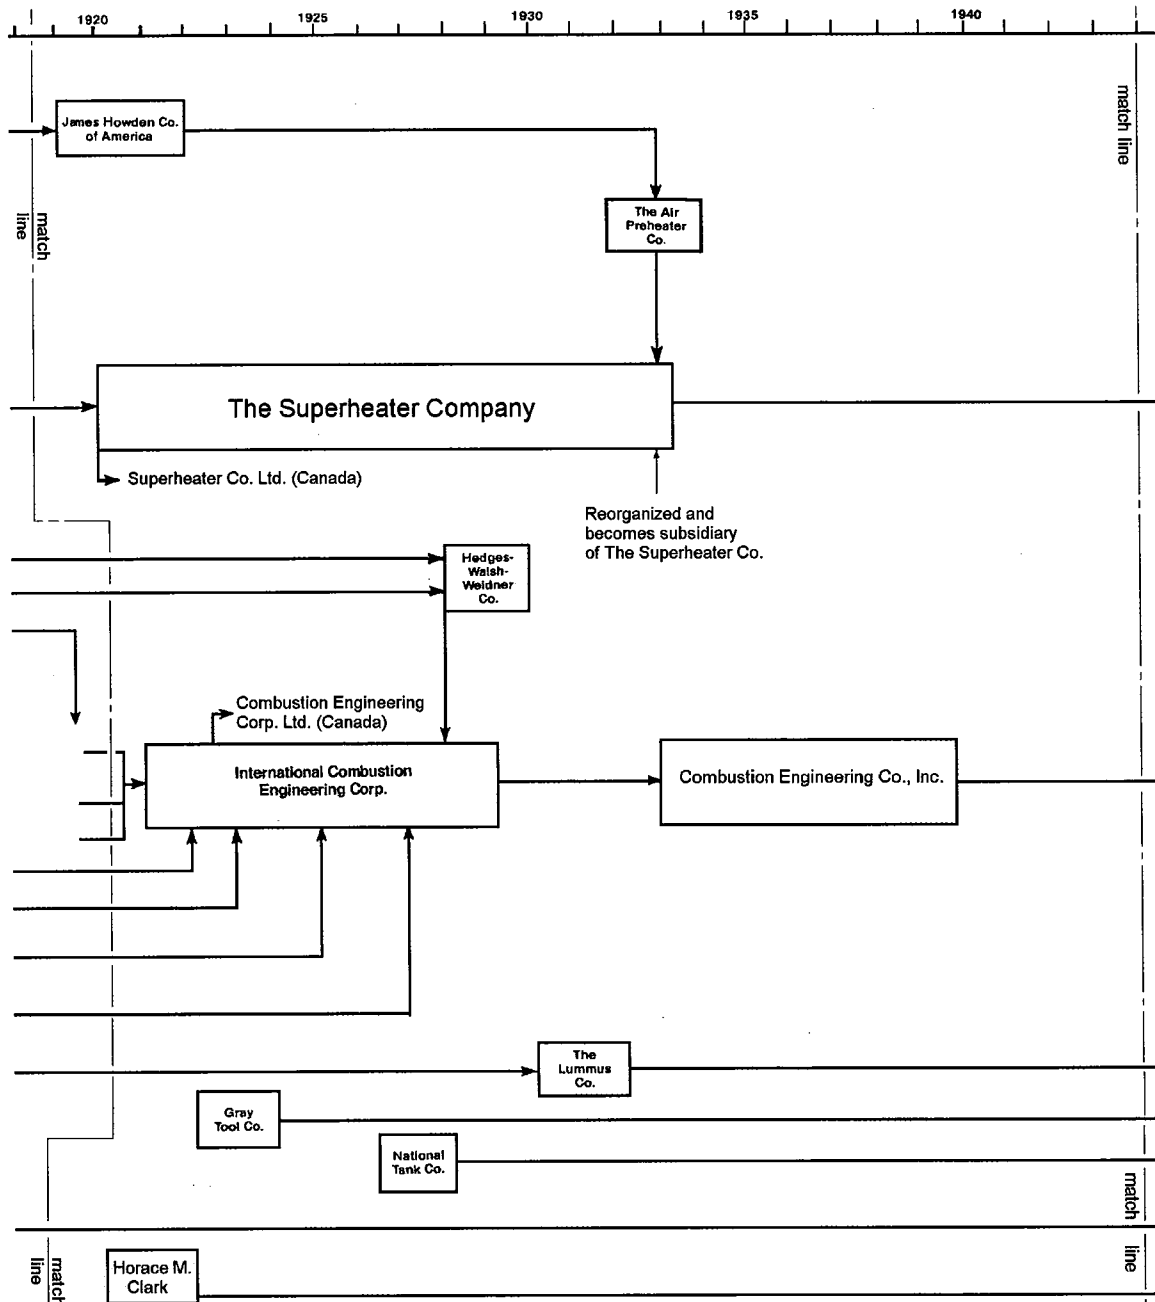 1920 1925 1930 1935 1940
match line
James Howden Co.
of America
match
line
The Air
Preheater
Co.
The Superheater Company
Superheater Co. Ltd. (Canada)
Reorganized and
becomes subsidiary
of The Superheater Co.
Hedges-
Walsh-
Weidner
Co.
Combustion Engineering
Corp. Ltd. (Canada)
International Combustion
Engineering Corp.
Combustion Engineering Co., Inc.
The
Lummus
Co.
Gray
Tool Co.
National
Tank Co.
match line
Horace M.
Clark
match
line